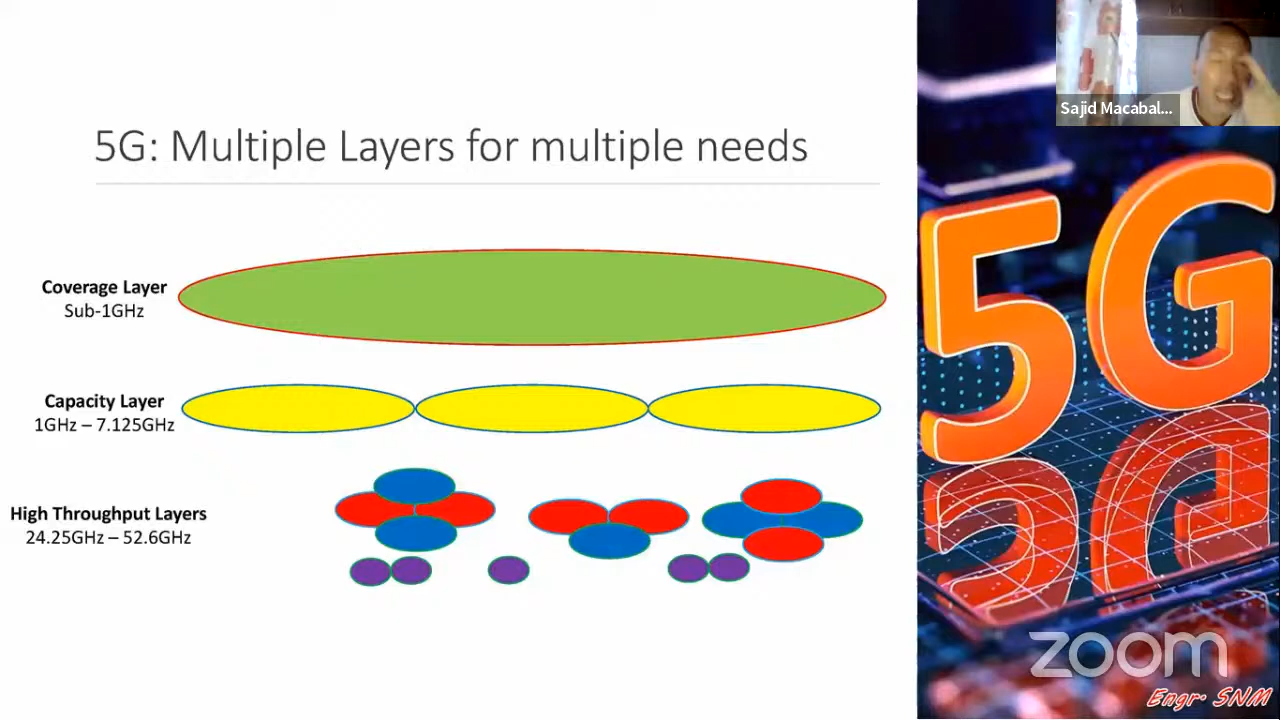 Sajid Macabal...
5G: Multiple Layers for multiple needs
Coverage Layer
Sub-1GHz
Capacity Layer
1GHz – 7.125GHz
High Throughput Layers
24.25GHz – 52.6GHz
5G
zoom
Engr. SNM